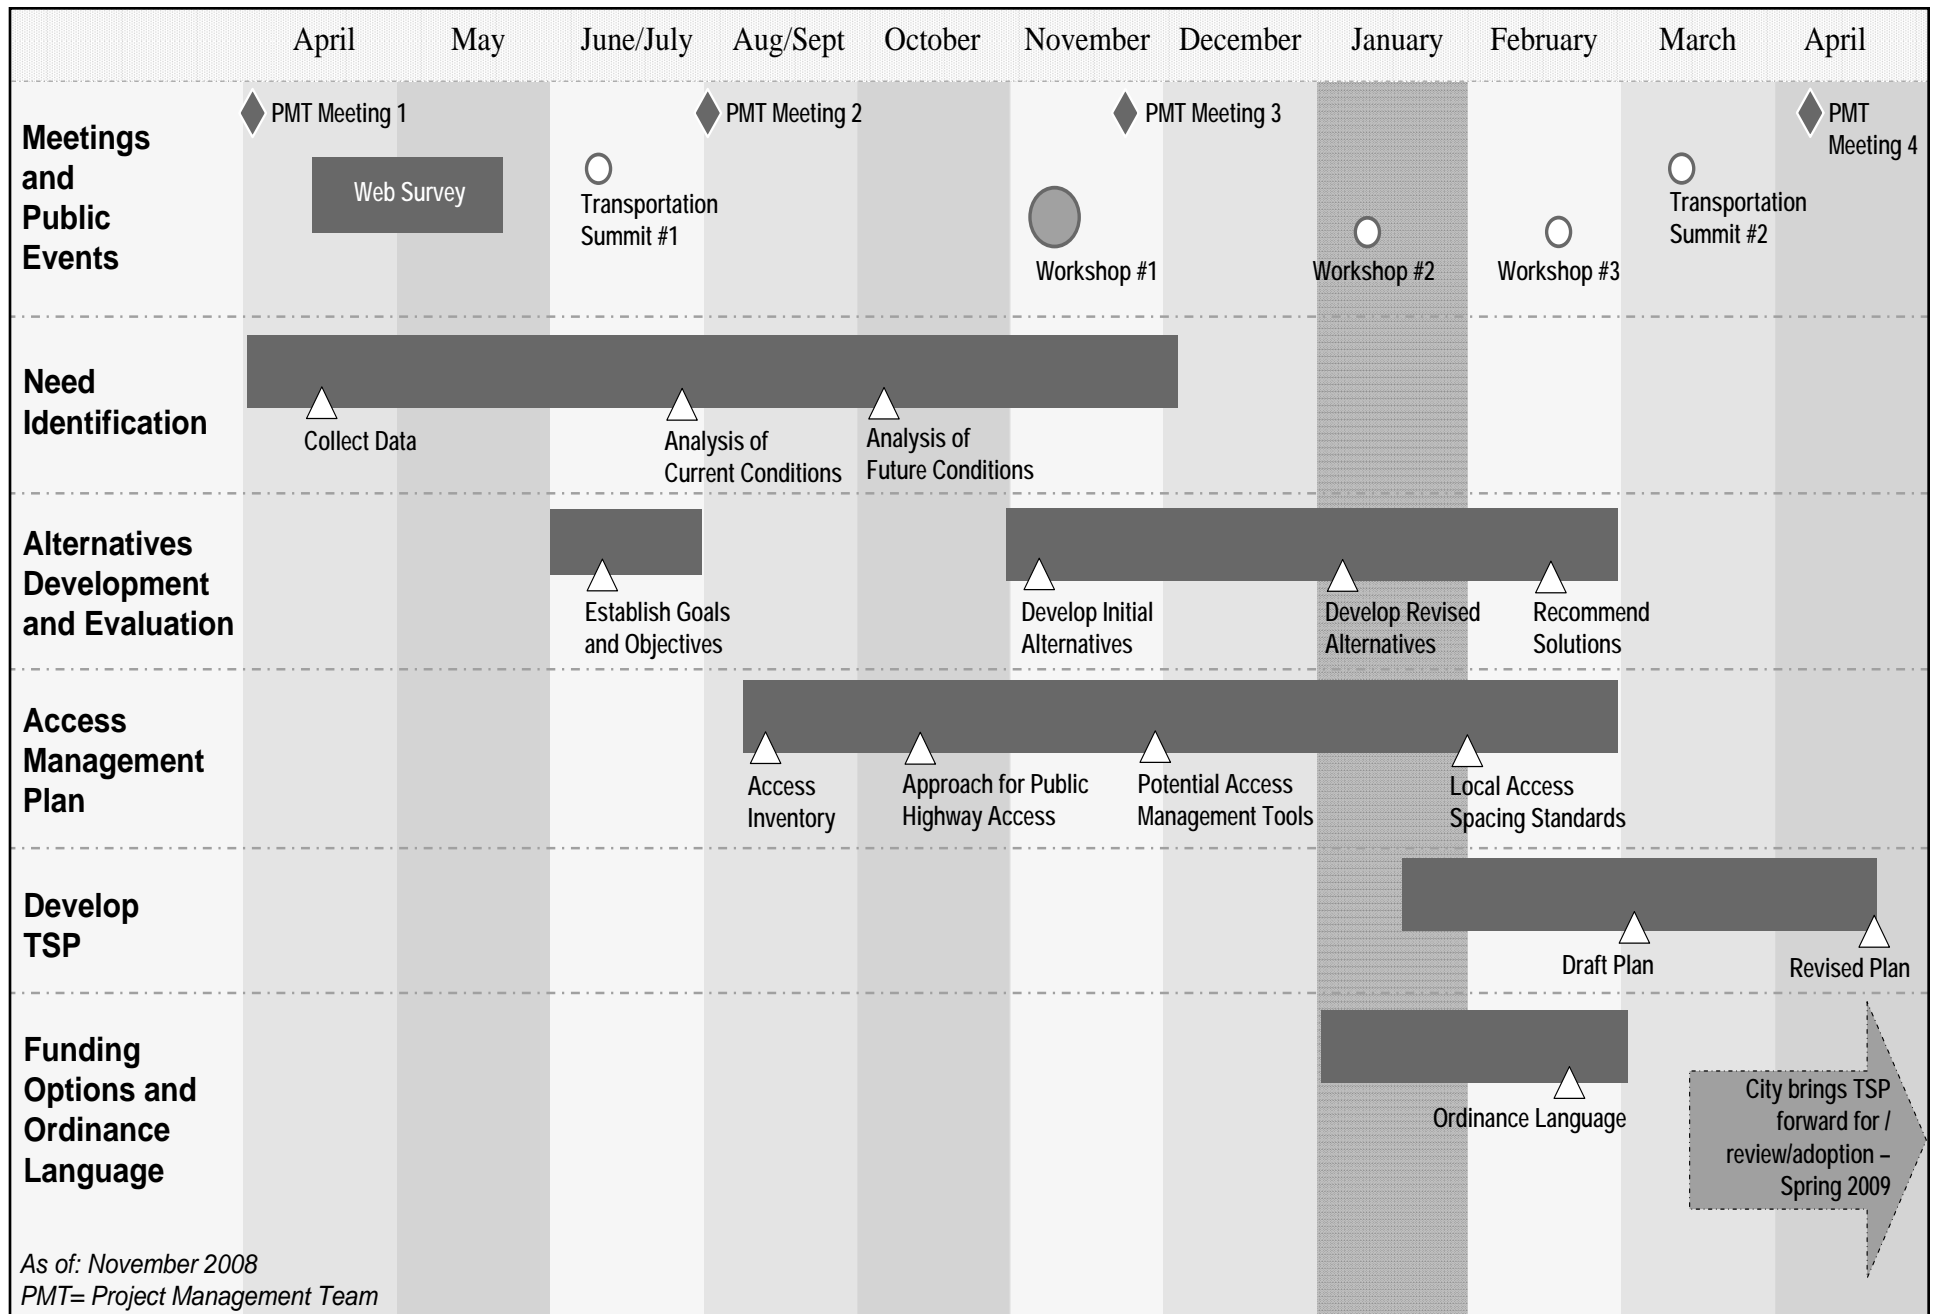 April May June/July Aug/Sept October November December January February March April
Meetings
and
Public
Events
PMT Meeting 1
PMT Meeting 2
PMT Meeting 3
PMT
Meeting 4
Web Survey
Transportation
Summit #1
Workshop #1
Workshop #2
Workshop #3
Transportation
Summit #2
Need
Identification
Collect Data
Analysis of
Current Conditions
Analysis of
Future Conditions
Alternatives
Development
and Evaluation
Establish Goals
and Objectives
Develop Initial
Alternatives
Develop Revised
Alternatives
Recommend
Solutions
Access
Management
Plan
Access
Inventory
Approach for Public
Highway Access
Potential Access
Management Tools
Local Access
Spacing Standards
Develop
TSP
Draft Plan
Revised Plan
Funding
Options and
Ordinance
Language
Ordinance Language
City brings TSP
forward for /
review/adoption –
Spring 2009
As of: November 2008
PMT= Project Management Team